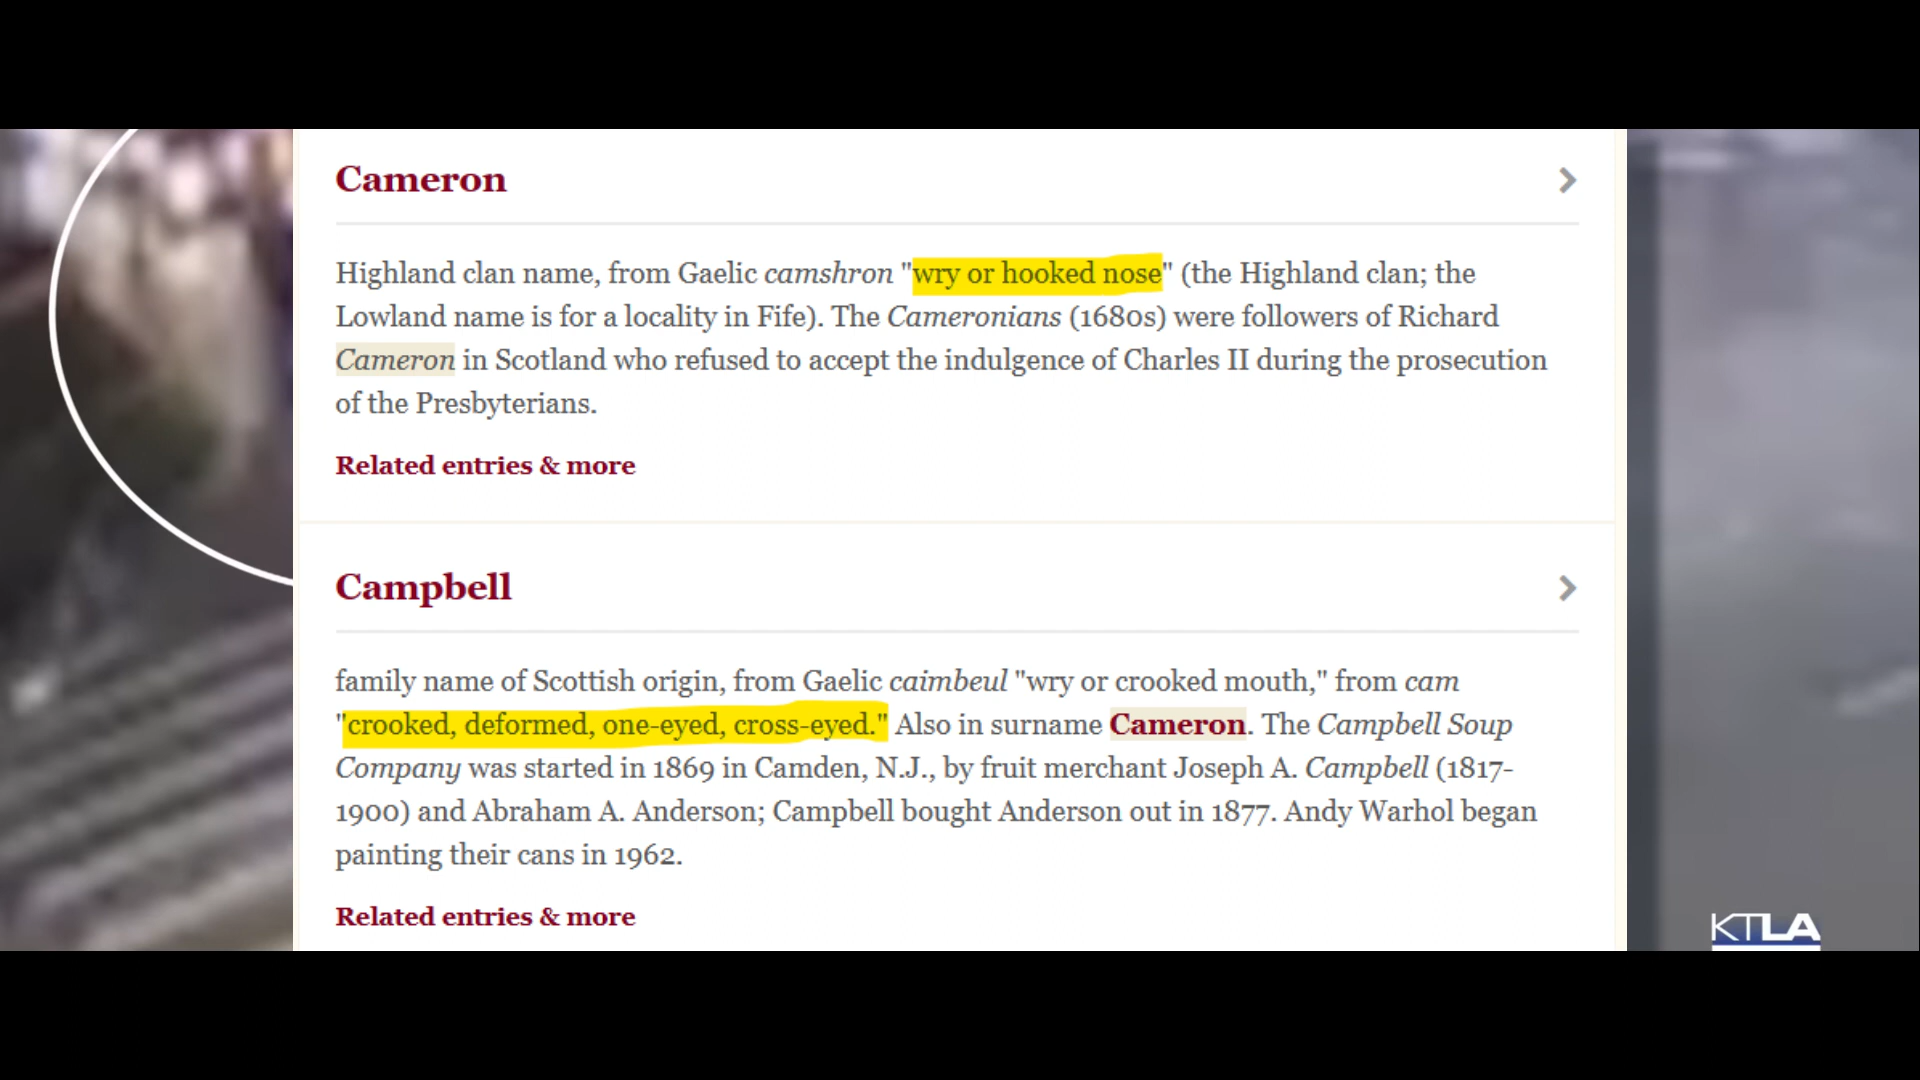 Cameron
Highland clan name, from Gaelic camshron "wry or hooked nose" (the Highland clan; the
Lowland name is for a locality in Fife). The Cameronians (1680s) were followers of Richard
Cameron in Scotland who refused to accept the indulgence of Charles II during the prosecution
of the Presbyterians.
Related entries & more
Campbell
family name of Scottish origin, from Gaelic caimbeul "wry or crooked mouth," from cam
"crooked, deformed, one-eyed, cross-eyed." Also in surname Cameron. The Campbell Soup
Company was started in 1869 in Camden, N.J., by fruit merchant Joseph A. Campbell (1817-
1900) and Abraham A. Anderson; Campbell bought Anderson out in 1877. Andy Warhol began
painting their cans in 1962.
Related entries & more
KTLA